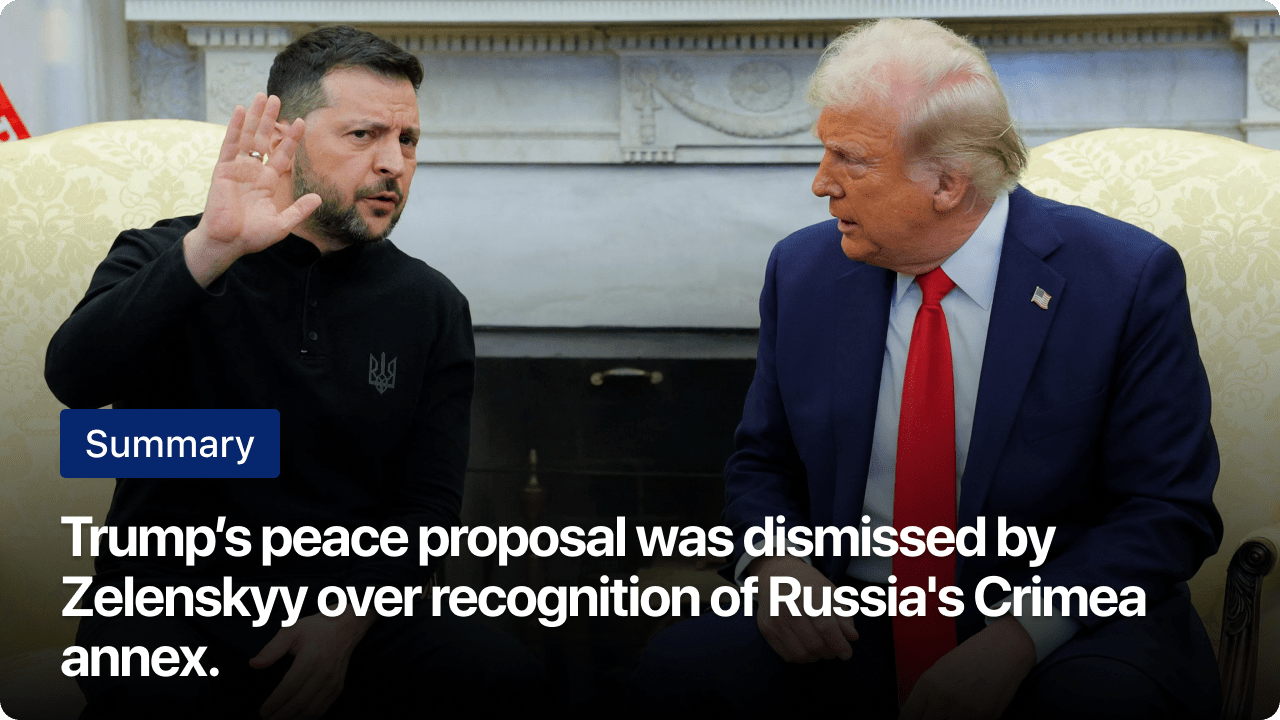 Summary
Trump’s peace proposal was dismissed by
Zelenskyy over recognition of Russia's Crimea
annex.